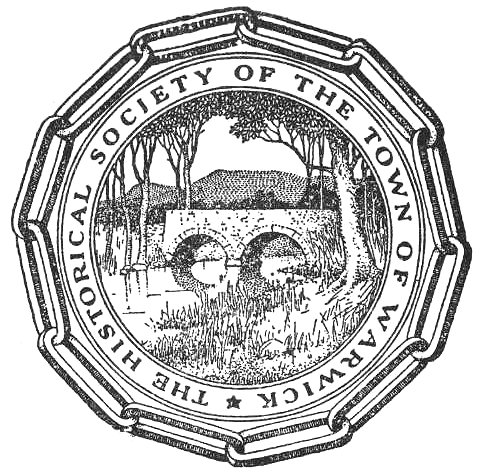 THE HISTORICAL SOCIETY OF THE TOWN OF WARWICK ★